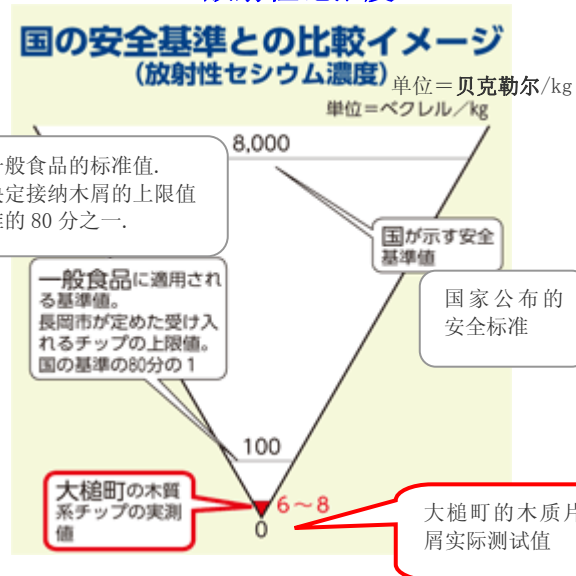 国の安全基準との比較イメージ
(放射性セシウム濃度)
单位＝贝克勒尔/kg
単位＝ベクレル／kg
8,000
般食品的标准值.
定接纳木屑的上限值
的 80 分之一.
国が示す安全
基準値
一般食品に適用され
る基準値。
長岡市が定めた受け入
れるチップの上限値。
国の基準の80分の1
国家公布的
安全标准
100
大槌町の木質
系チップの実測
値
6～8
0
大槌町的木质片
屑实际测试值